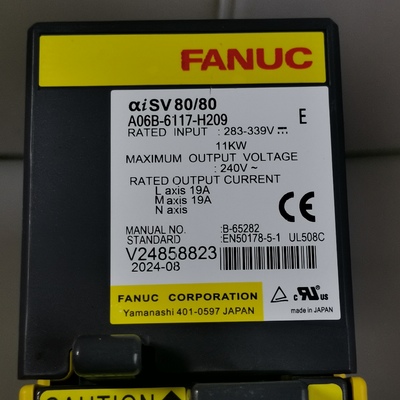 FANUC
αiSV 80/80
A06B-6117-H209 E
RATED INPUT : 283-339V
11KW
MAXIMUM OUTPUT VOLTAGE
: 240V~
RATED OUTPUT CURRENT
L axis 19A
M axis 19A
N axis
CE
MANUAL NO. :B-65282
STANDARD :EN50178-5-1 UL508C
V24858823
2024-08
FANUC CORPORATION
Yamanashi 401-0597 JAPAN
c RU us
made in JAPAN
CAUTION